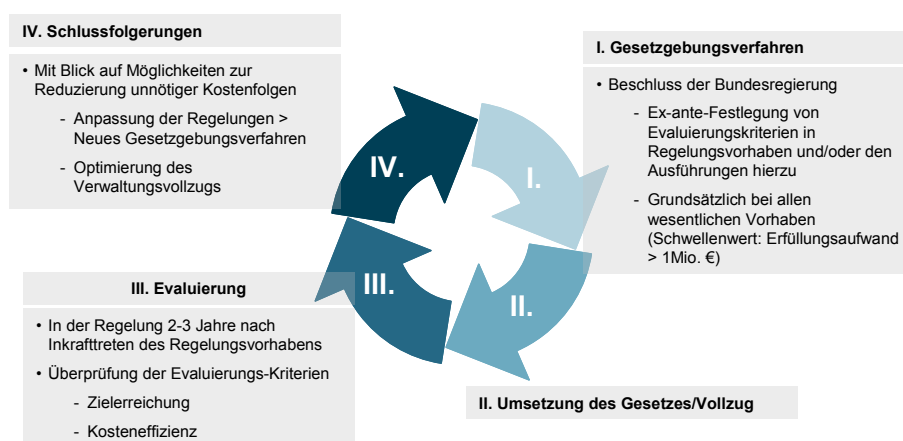 IV. Schlussfolgerungen
• Mit Blick auf Möglichkeiten zur
Reduzierung unnötiger Kostenfolgen
- Anpassung der Regelungen >
Neues Gesetzgebungsverfahren
- Optimierung des
Verwaltungsvollzugs
I. Gesetzgebungsverfahren
• Beschluss der Bundesregierung
- Ex-ante-Festlegung von
Evaluierungskriterien in
Regelungsvorhaben und/oder den
Ausführungen hierzu
- Grundsätzlich bei allen
wesentlichen Vorhaben
(Schwellenwert: Erfüllungsaufwand
> 1Mio. €)
IV.
I.
III.
II.
III. Evaluierung
• In der Regelung 2-3 Jahre nach
Inkrafttreten des Regelungsvorhabens
• Überprüfung der Evaluierungs-Kriterien
- Zielerreichung
- Kosteneffizienz
II. Umsetzung des Gesetzes/Vollzug